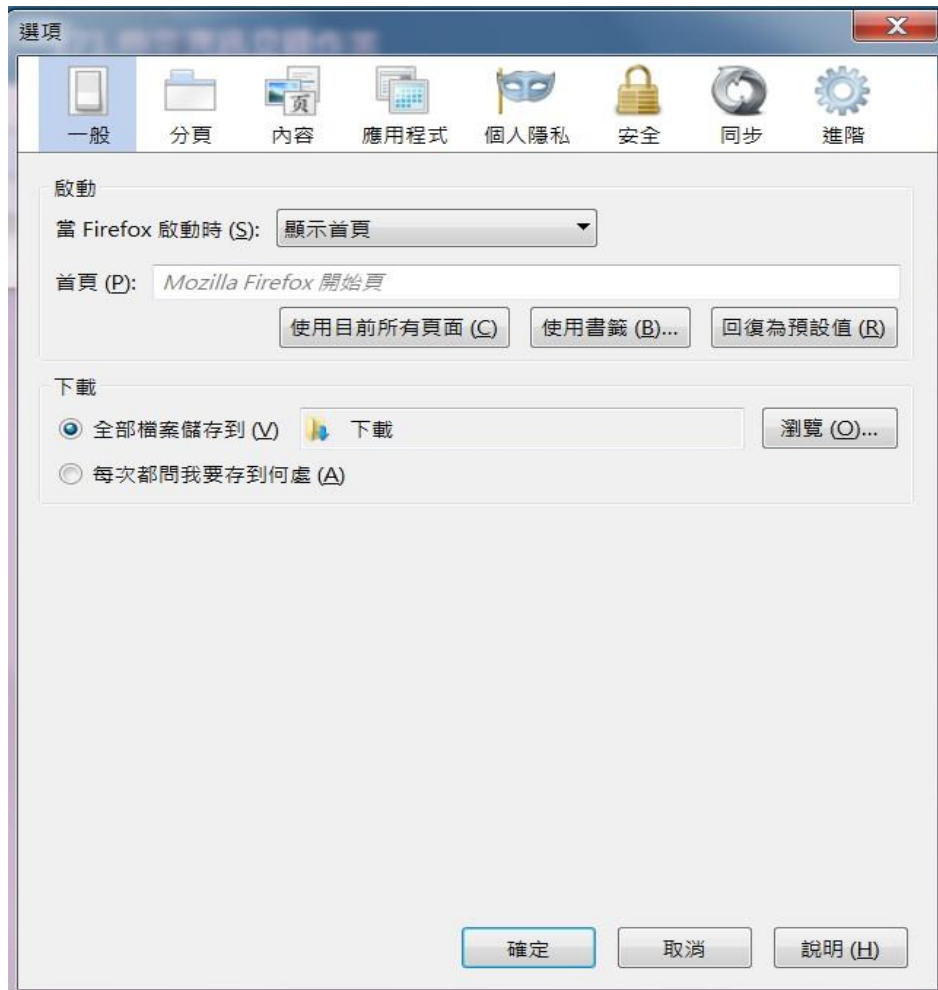 選項
一般 分頁 內容 應用程式 個人隱私 安全 同步 進階
啟動
當 Firefox 啟動時 (S): 顯示首頁
首頁 (P): Mozilla Firefox 開始頁
使用目前所有頁面 (C) 使用書籤 (B)... 回復為預設值 (R)
下載
全部檔案儲存到 (V) 下載 瀏覽 (O)...
每次都問我要存到何處 (A)
確定 取消 說明 (H)